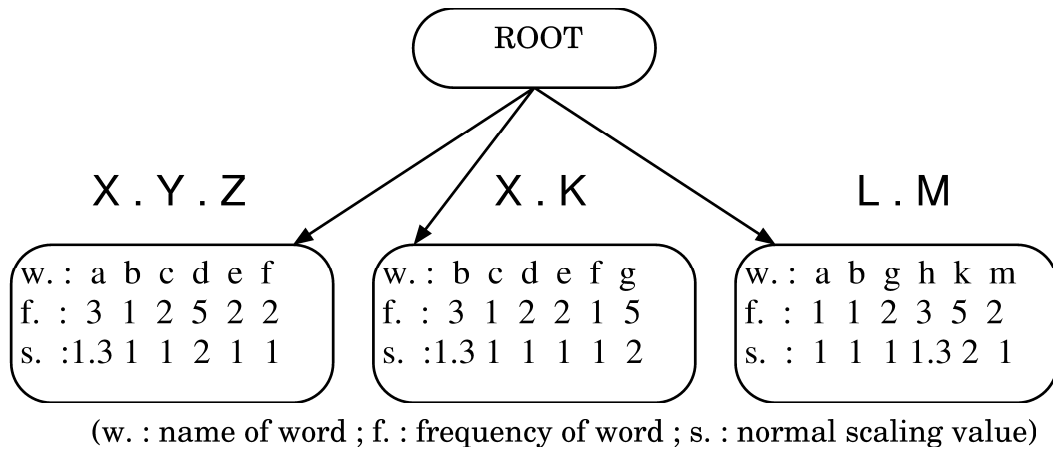 ROOT
X . Y . Z
X . K
L . M
w. : a b c d e f
f. : 3 1 2 5 2 2
s. :1.3 1 1 2 1 1
w. : b c d e f g
f. : 3 1 2 2 1 5
s. :1.3 1 1 1 1 2
w. : a b g h k m
f. : 1 1 2 3 5 2
s. : 1 1 1 1.3 2 1
(w. : name of word ; f. : frequency of word ; s. : normal scaling value)